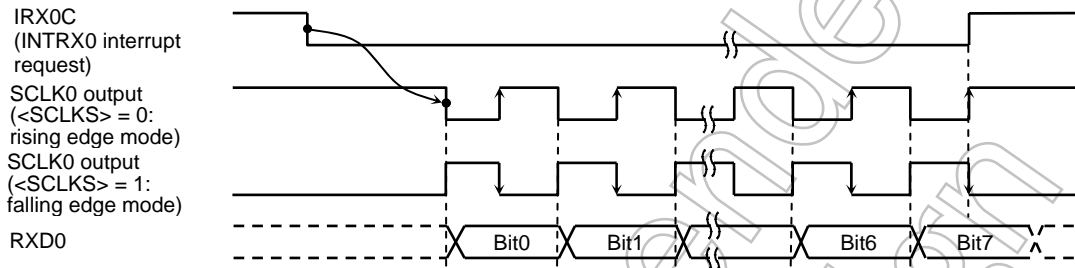 IRX0C
(INTRX0 interrupt
request)
SCLK0 output
(<SCLKS> = 0:
rising edge mode)
SCLK0 output
(<SCLKS> = 1:
falling edge mode)
RXD0
Bit0
Bit1
Bit6
Bit7